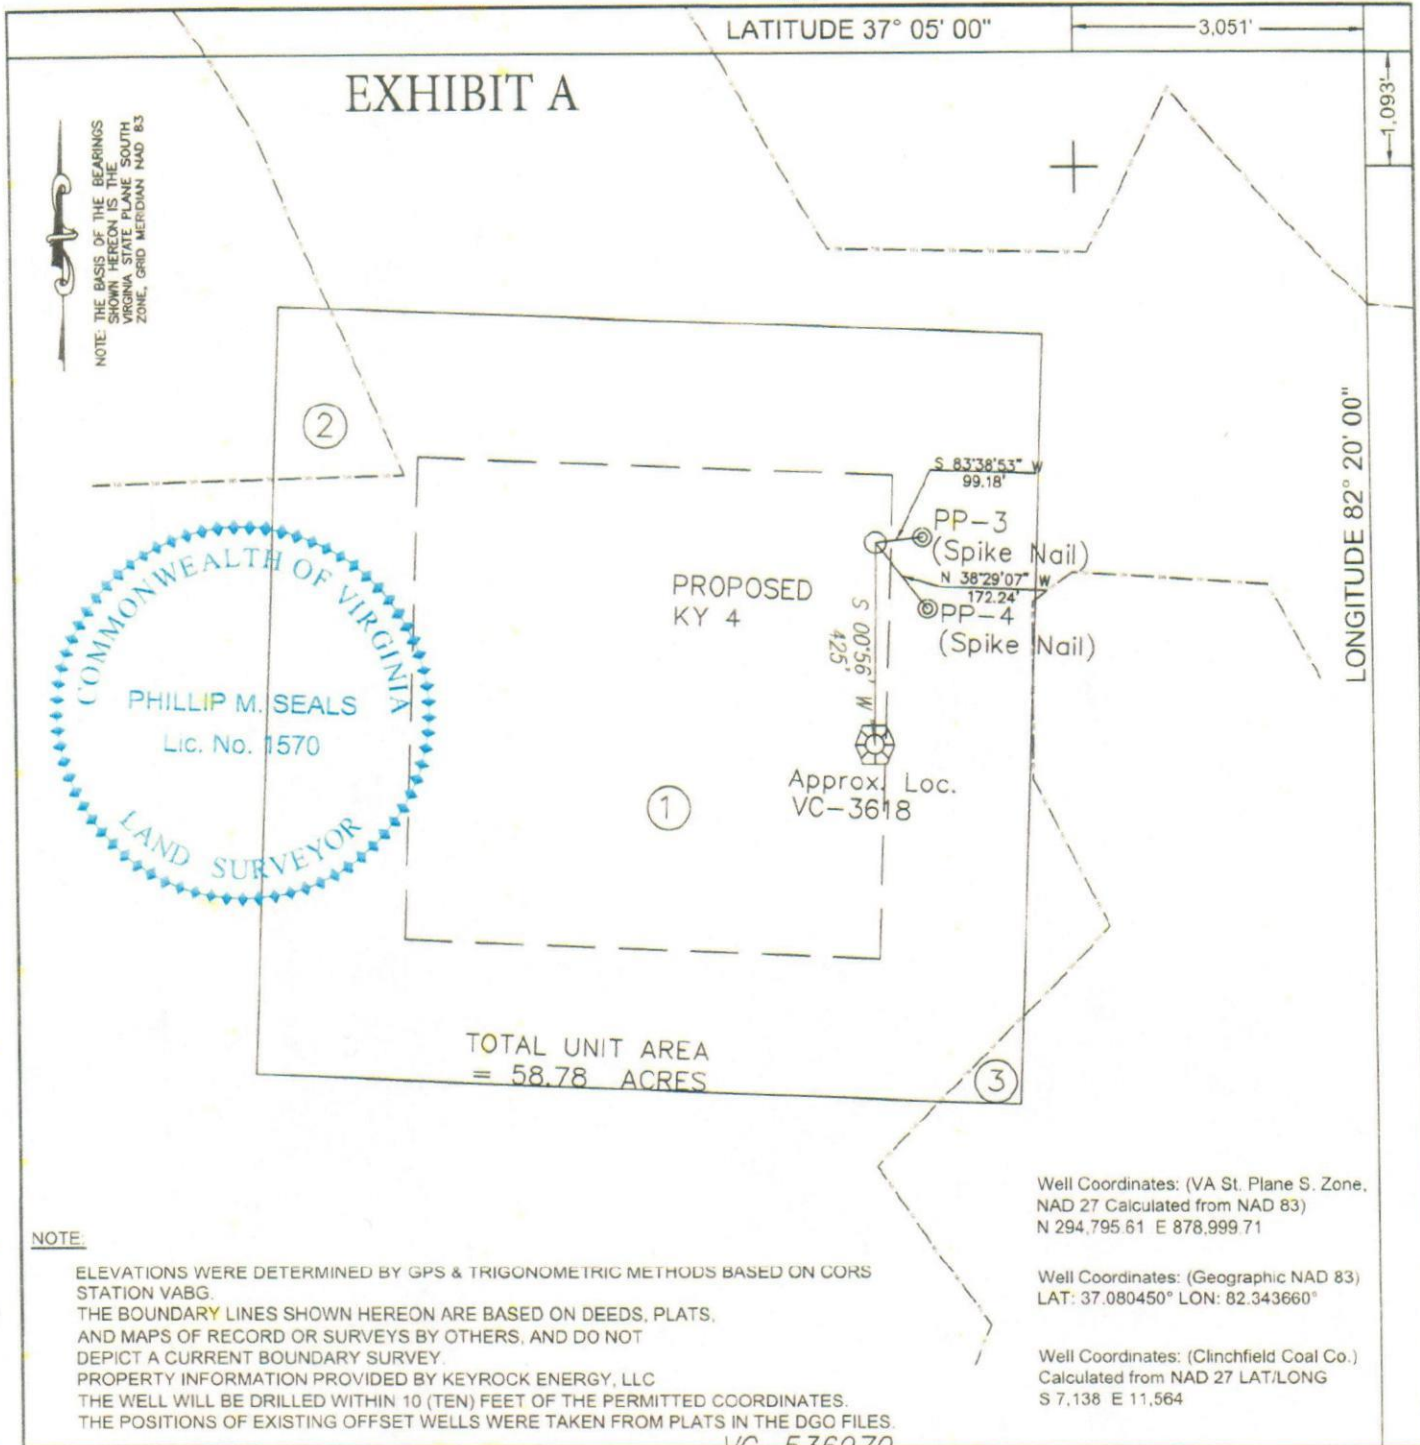 LATITUDE 37° 05' 00"
3,051'
1,093'
EXHIBIT A
NOTE: THE BASIS OF THE BEARINGS
SHOWN HEREON IS THE
VIRGINIA STATE PLANE SOUTH
ZONE, GRID MERIDIAN NAD 83
LONGITUDE 82° 20' 00"
2
S 83°38'53" W
99.18'
PP-3
(Spike Nail)
N 38°29'07" W
172.24'
PP-4
(Spike Nail)
PROPOSED
KY 4
S 00°56' W
425'
COMMONWEALTH OF VIRGINIA
PHILLIP M. SEALS
Lic. No. 1570
LAND SURVEYOR
Approx. Loc.
VC-3618
1
TOTAL UNIT AREA
= 58.78 ACRES
3
Well Coordinates: (VA St. Plane S. Zone,
NAD 27 Calculated from NAD 83)
N 294,795.61 E 878,999.71
Well Coordinates: (Geographic NAD 83)
LAT: 37.080450° LON: 82.343660°
Well Coordinates: (Clinchfield Coal Co.)
Calculated from NAD 27 LAT/LONG
S 7,138 E 11,564
NOTE:
ELEVATIONS WERE DETERMINED BY GPS & TRIGONOMETRIC METHODS BASED ON CORS
STATION VABG.
THE BOUNDARY LINES SHOWN HEREON ARE BASED ON DEEDS, PLATS,
AND MAPS OF RECORD OR SURVEYS BY OTHERS, AND DO NOT
DEPICT A CURRENT BOUNDARY SURVEY.
PROPERTY INFORMATION PROVIDED BY KEYROCK ENERGY, LLC
THE WELL WILL BE DRILLED WITHIN 10 (TEN) FEET OF THE PERMITTED COORDINATES.
THE POSITIONS OF EXISTING OFFSET WELLS WERE TAKEN FROM PLATS IN THE DGO FILES.